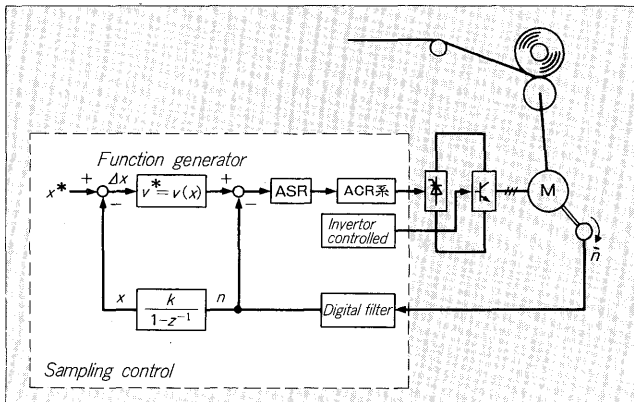 Function generator
x*
+
Δx
−
v*=v(x)
+
−
ASR
ACR系
M
Invertor
controlled
n̄
x
k
1−z⁻¹
n
Digital filter
Sampling control